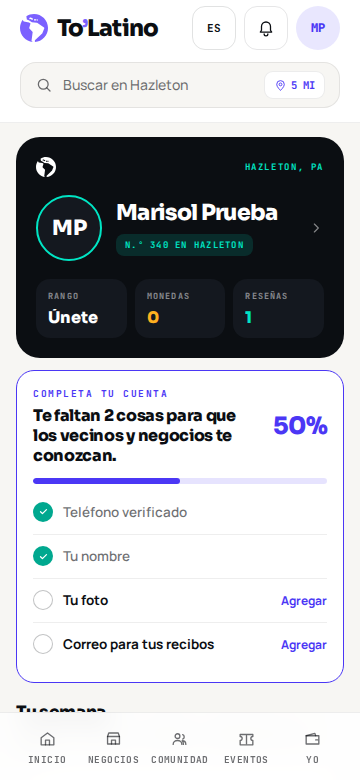 To'Latino
ES
MP
Buscar en Hazleton
5 MI
HAZLETON, PA
MP
Marisol Prueba
N.º 340 EN HAZLETON
RANGO
MONEDAS
RESEÑAS
Únete
0
1
COMPLETA TU CUENTA
Te faltan 2 cosas para que
los vecinos y negocios te
conozcan.
50%
Teléfono verificado
Tu nombre
Tu foto
Agregar
Correo para tus recibos
Agregar
Tu semana
INICIO
NEGOCIOS
COMUNIDAD
EVENTOS
YO